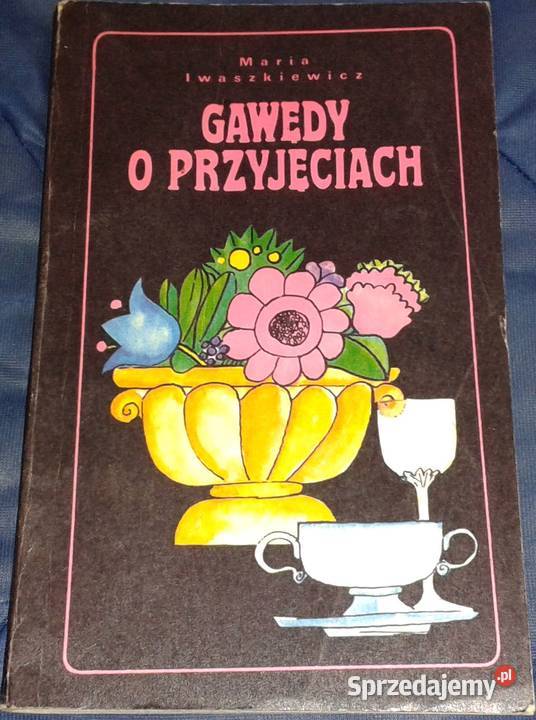 Maria
Iwaszkiewicz
GAWĘDY
O PRZYJĘCIACH
Sprzedajemy.pl